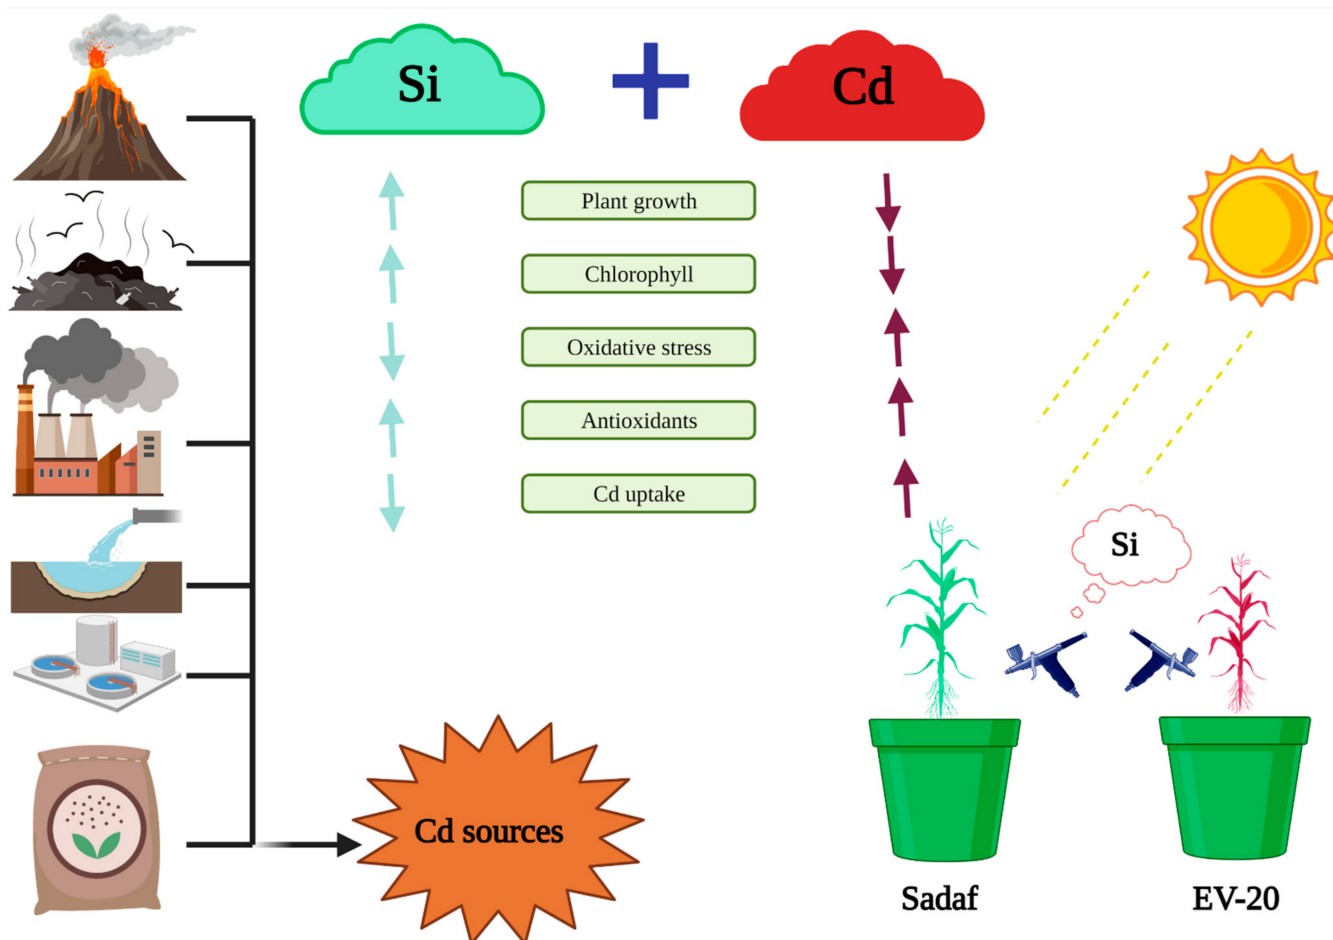 Si
Cd
Plant growth
Chlorophyll
Oxidative stress
Antioxidants
Cd uptake
Si
Cd sources
Sadaf
EV-20